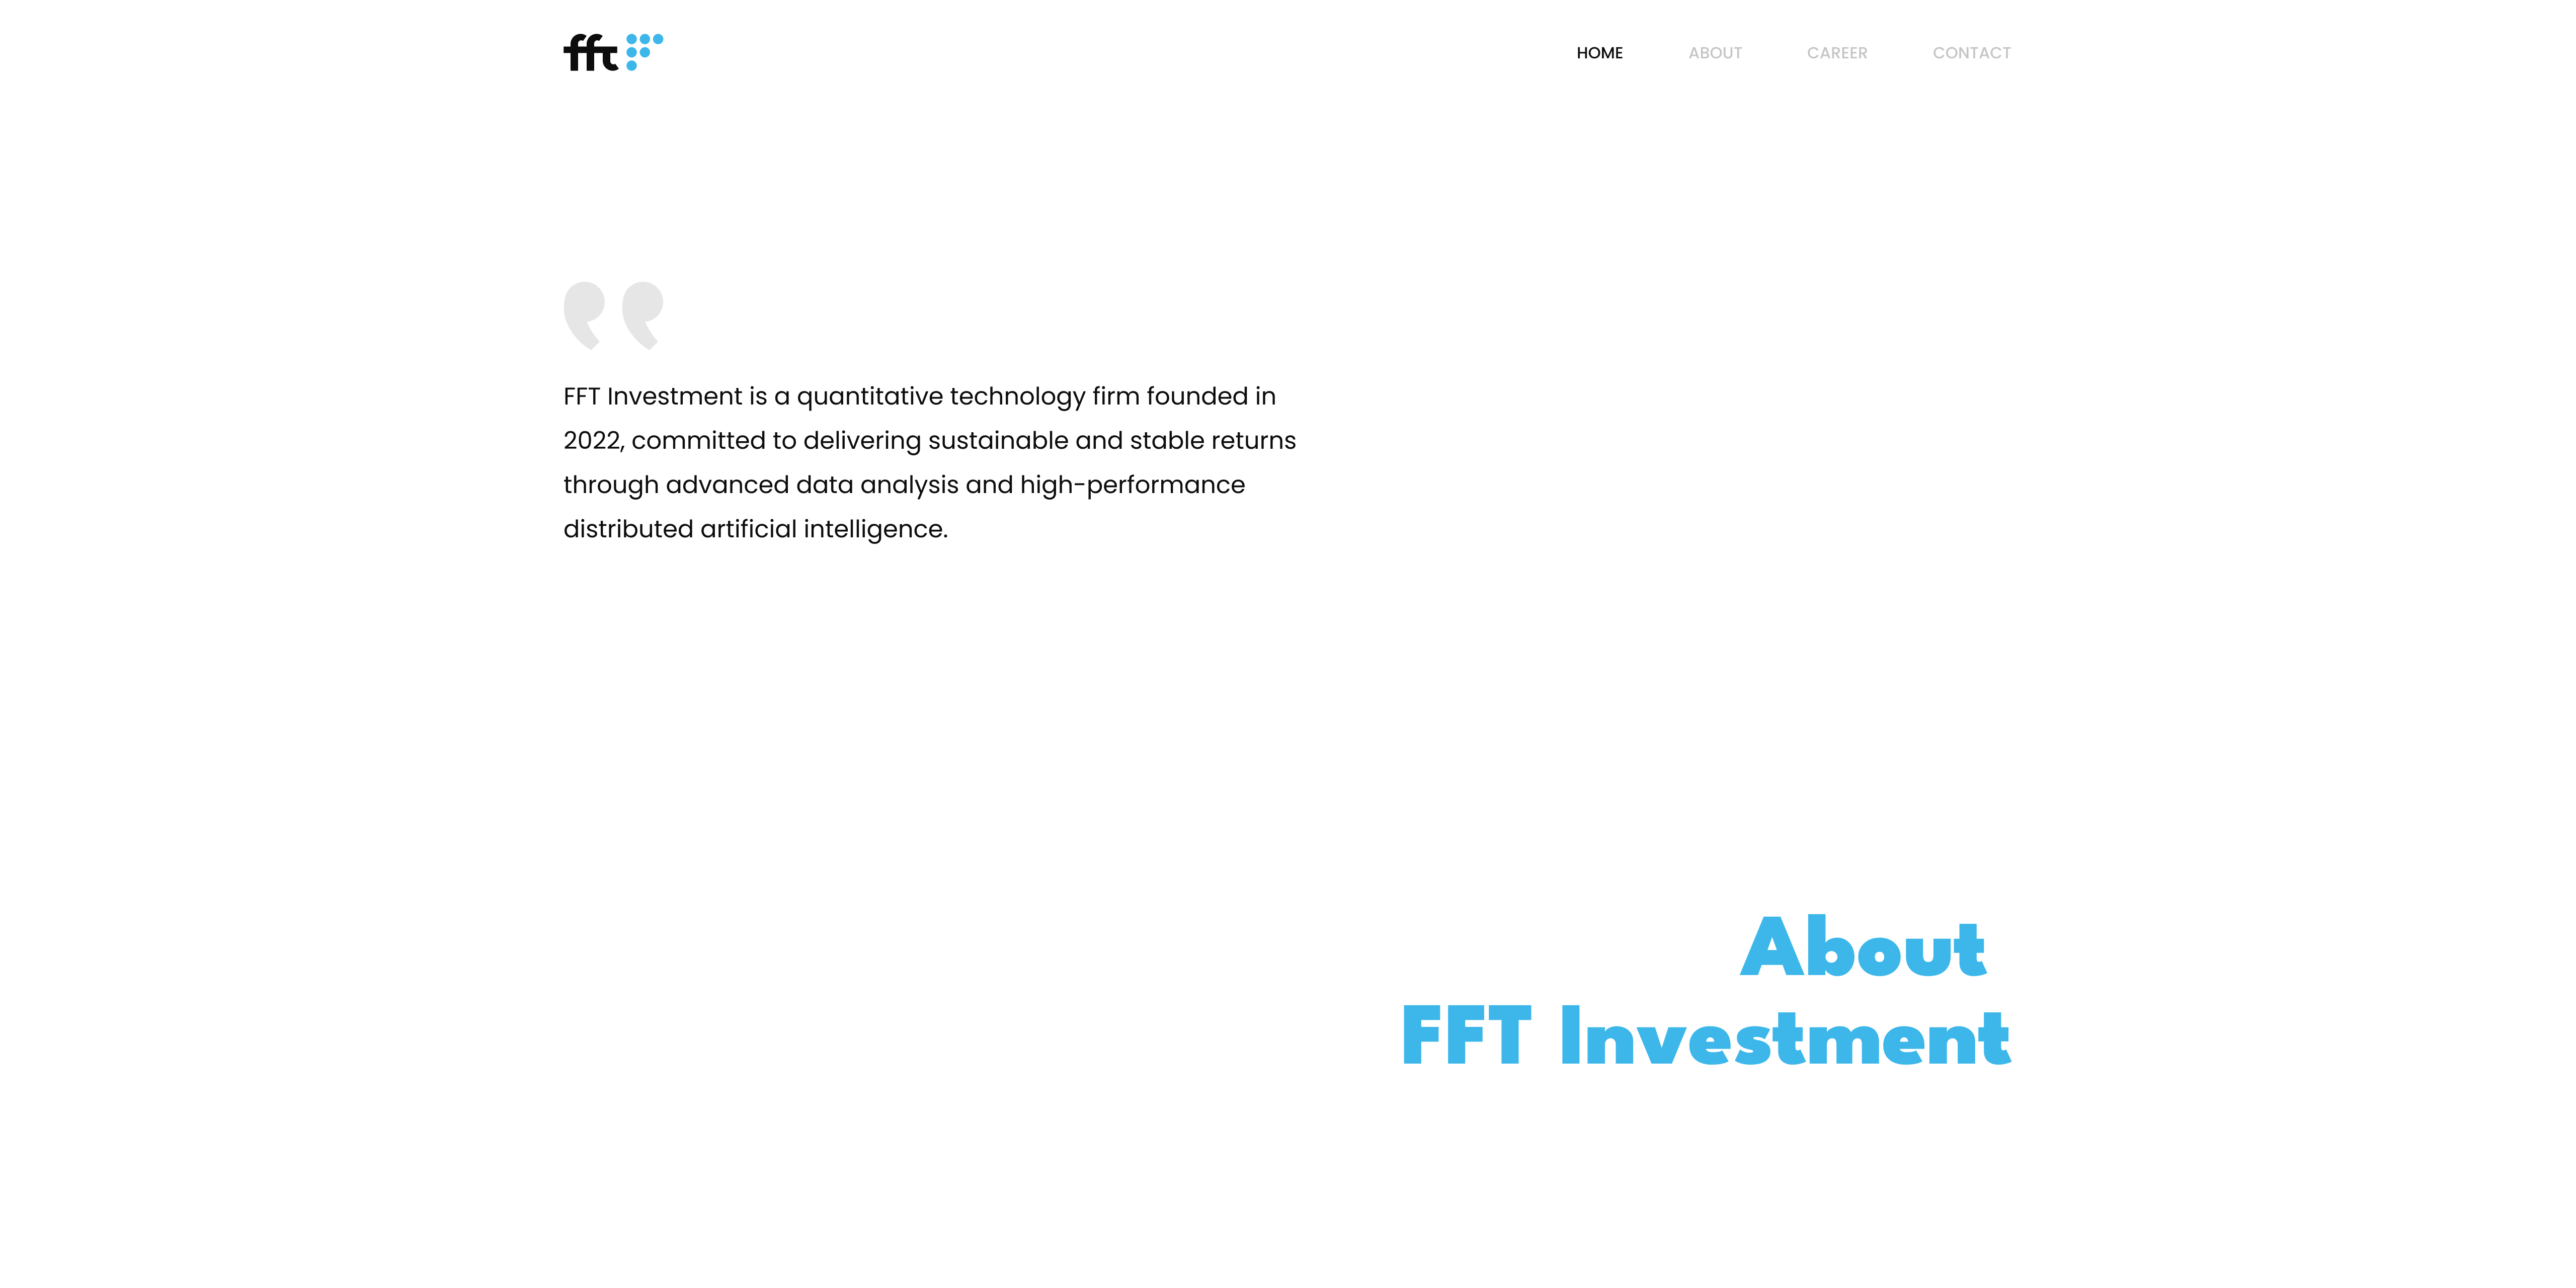 fft
HOME ABOUT CAREER CONTACT
FFT Investment is a quantitative technology firm founded in
2022, committed to delivering sustainable and stable returns
through advanced data analysis and high-performance
distributed artificial intelligence.
About
FFT Investment